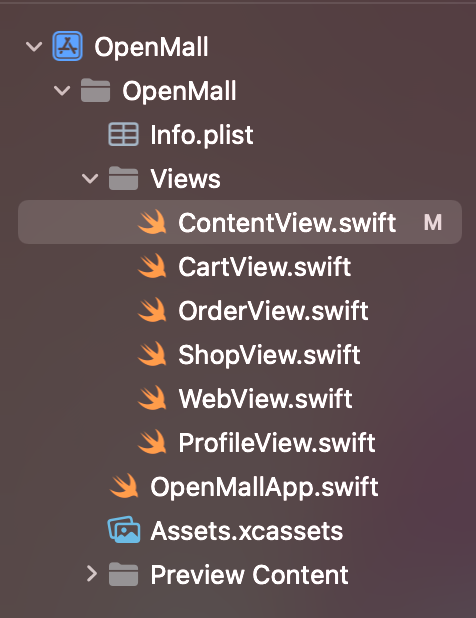 OpenMall
OpenMall
Info.plist
Views
ContentView.swift M
CartView.swift
OrderView.swift
ShopView.swift
WebView.swift
ProfileView.swift
OpenMallApp.swift
Assets.xcassets
Preview Content